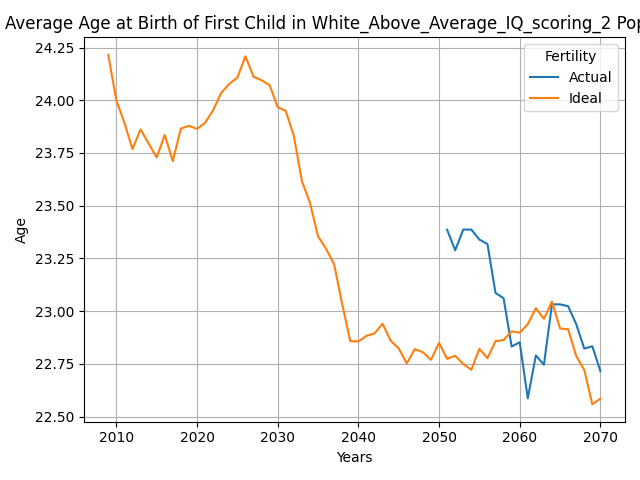 Average Age at Birth of First Child in White_Above_Average_IQ_scoring_2 Pop
Fertility
Actual
Ideal
24.25
24.00
23.75
23.50
23.25
23.00
22.75
22.50
Age
2010 2020 2030 2040 2050 2060 2070
Years